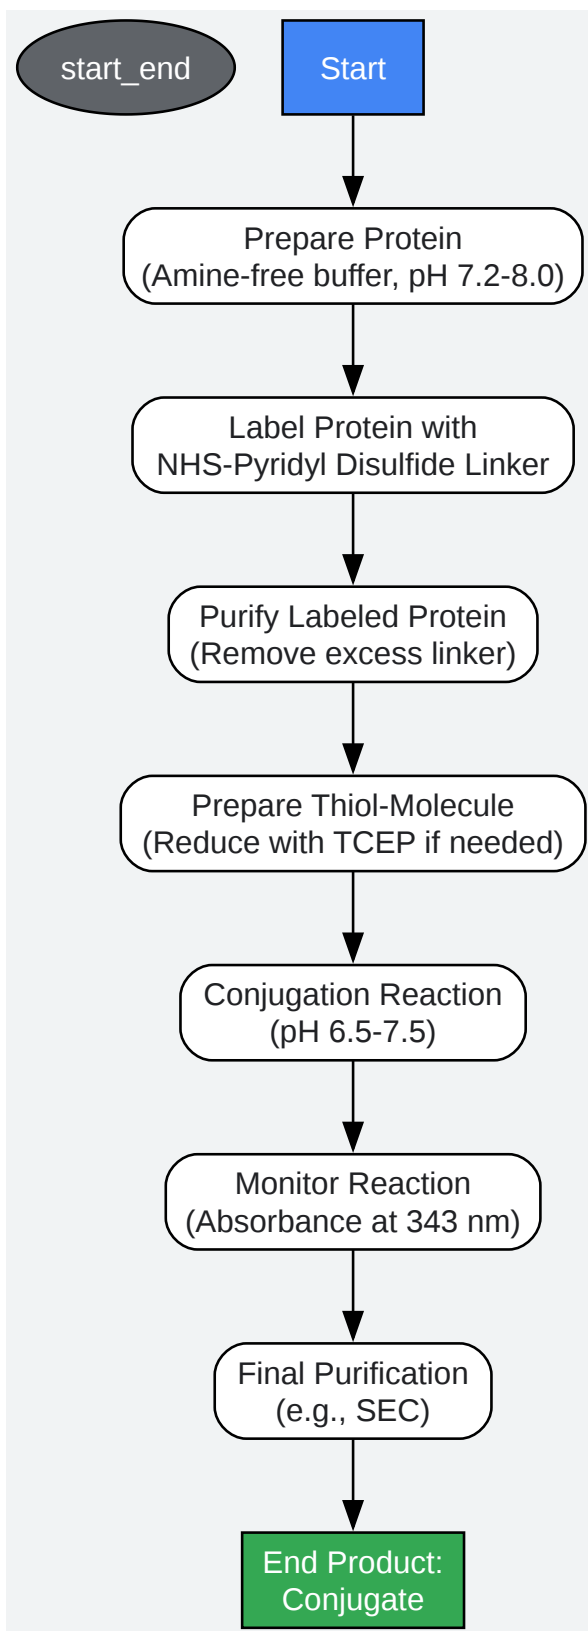 start_end
Start
Prepare Protein
(Amine-free buffer, pH 7.2-8.0)
Label Protein with
NHS-Pyridyl Disulfide Linker
Purify Labeled Protein
(Remove excess linker)
Prepare Thiol-Molecule
(Reduce with TCEP if needed)
Conjugation Reaction
(pH 6.5-7.5)
Monitor Reaction
(Absorbance at 343 nm)
Final Purification
(e.g., SEC)
End Product:
Conjugate